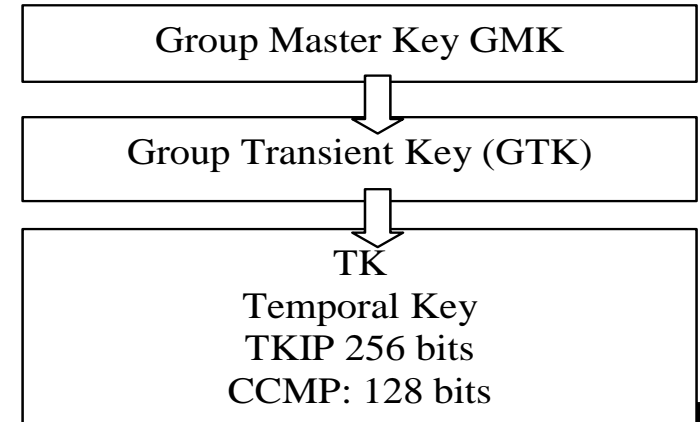 Group Master Key GMK
Group Transient Key (GTK)
TK
Temporal Key
TKIP 256 bits
CCMP: 128 bits